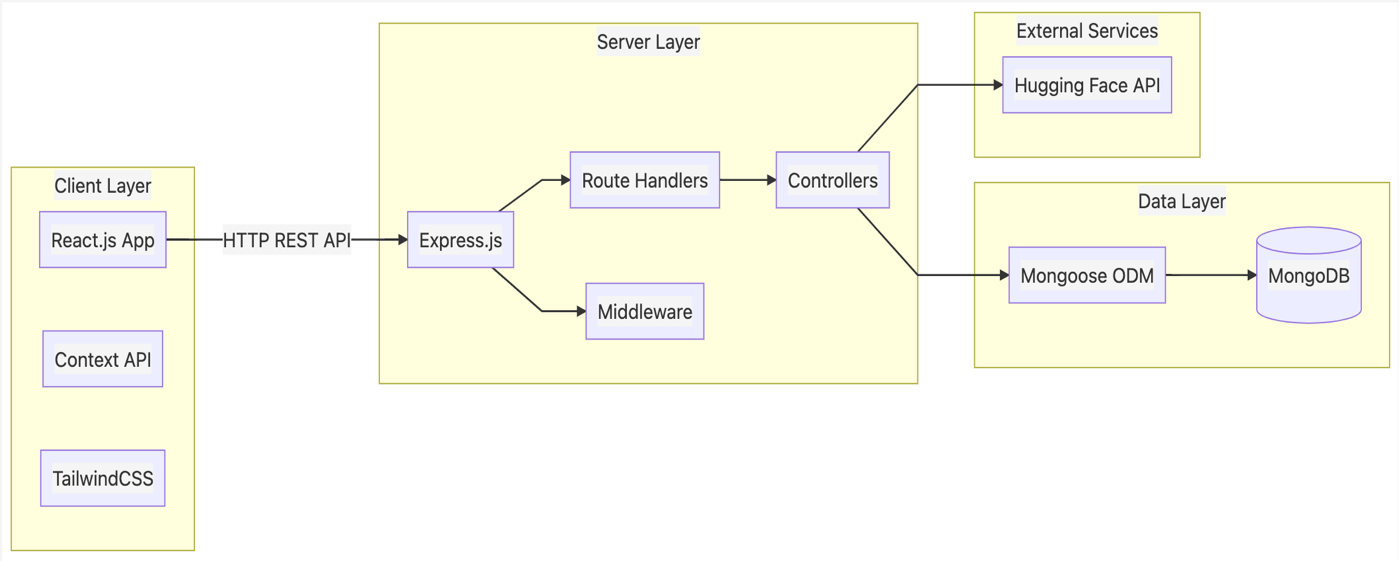 Client Layer
React.js App
Context API
TailwindCSS
HTTP REST API
Server Layer
Express.js
Route Handlers
Middleware
Controllers
External Services
Hugging Face API
Data Layer
Mongoose ODM
MongoDB